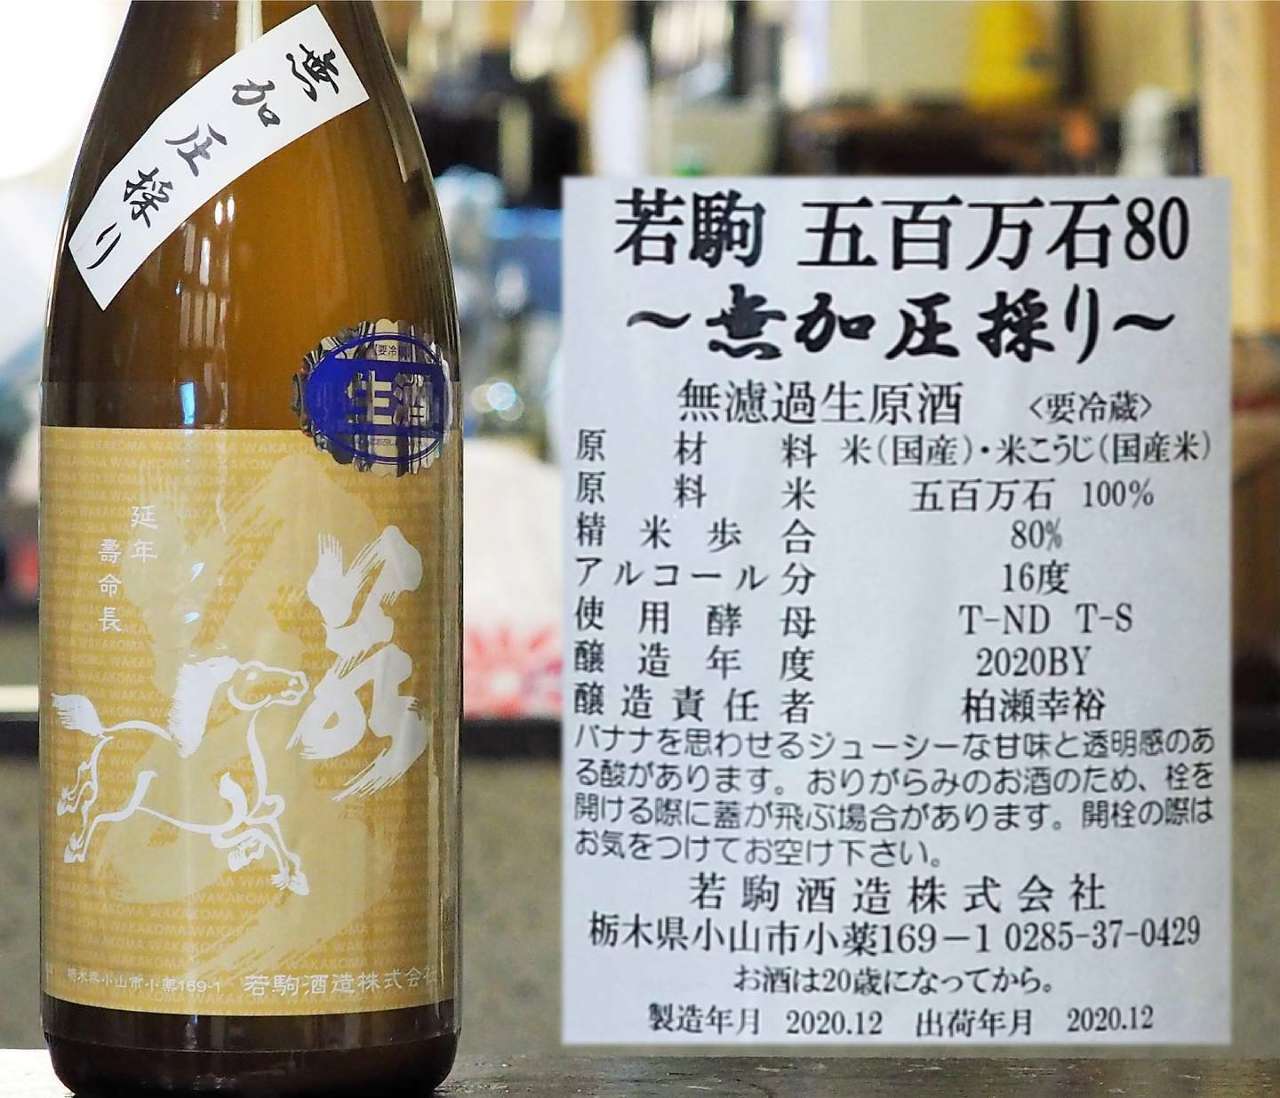 無加圧採り
要冷
生酒
延年
壽命長
若
栃木県小山市小薬169-1 若駒酒造株式会社
若駒 五百万石80
~無加圧採り~
無濾過生原酒 <要冷蔵>
原材料 米(国産)・米こうじ(国産米)
原料米 五百万石 100%
精米歩合 80%
アルコール分 16度
使用酵母 T-ND T-S
醸造年度 2020BY
醸造責任者 柏瀬幸裕
バナナを思わせるジューシーな甘味と透明感のあ
る酸があります。おりがらみのお酒のため、栓を
開ける際に蓋が飛ぶ場合があります。開栓の際は
お気をつけてお空け下さい。
若駒酒造株式会社
栃木県小山市小薬169-1 0285-37-0429
お酒は20歳になってから。
製造年月 2020.12 出荷年月 2020.12